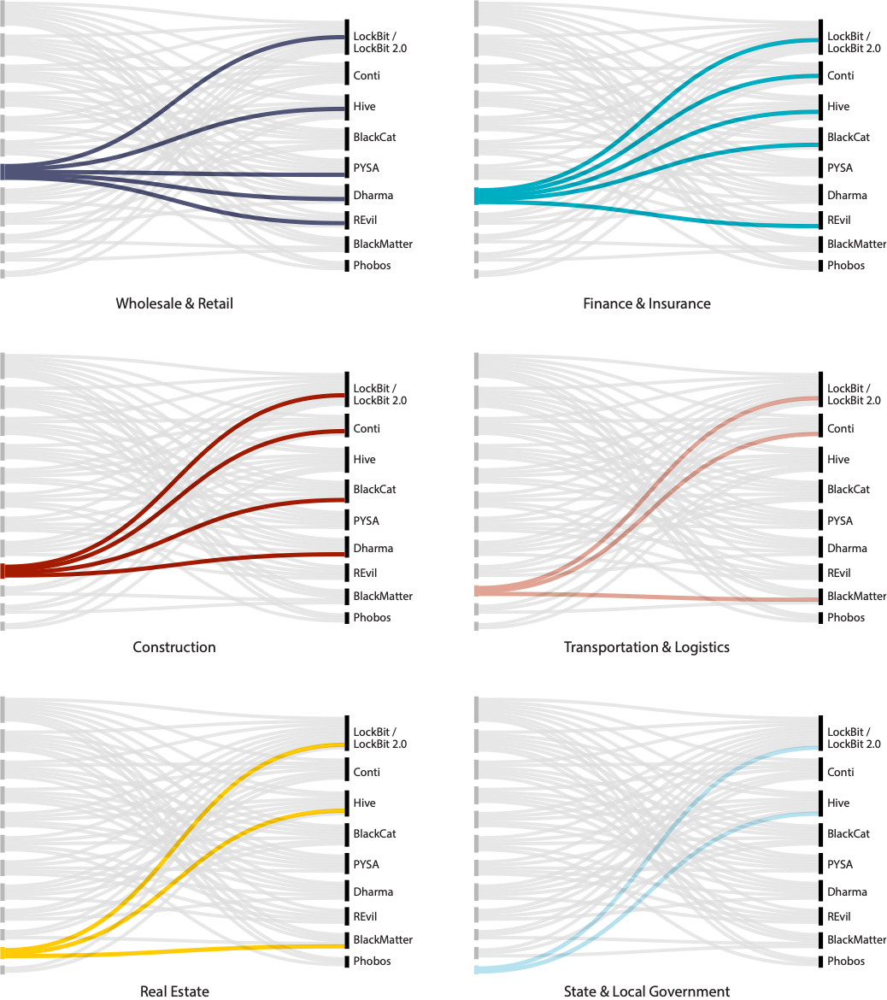 LockBit /
LockBit 2.0
Conti
Hive
BlackCat
PYSA
Dharma
REvil
BlackMatter
Phobos
Wholesale & Retail
LockBit /
LockBit 2.0
Conti
Hive
BlackCat
PYSA
Dharma
REvil
BlackMatter
Phobos
Finance & Insurance
LockBit /
LockBit 2.0
Conti
Hive
BlackCat
PYSA
Dharma
REvil
BlackMatter
Phobos
Construction
LockBit /
LockBit 2.0
Conti
Hive
BlackCat
PYSA
Dharma
REvil
BlackMatter
Phobos
Transportation & Logistics
LockBit /
LockBit 2.0
Conti
Hive
BlackCat
PYSA
Dharma
REvil
BlackMatter
Phobos
Real Estate
LockBit /
LockBit 2.0
Conti
Hive
BlackCat
PYSA
Dharma
REvil
BlackMatter
Phobos
State & Local Government